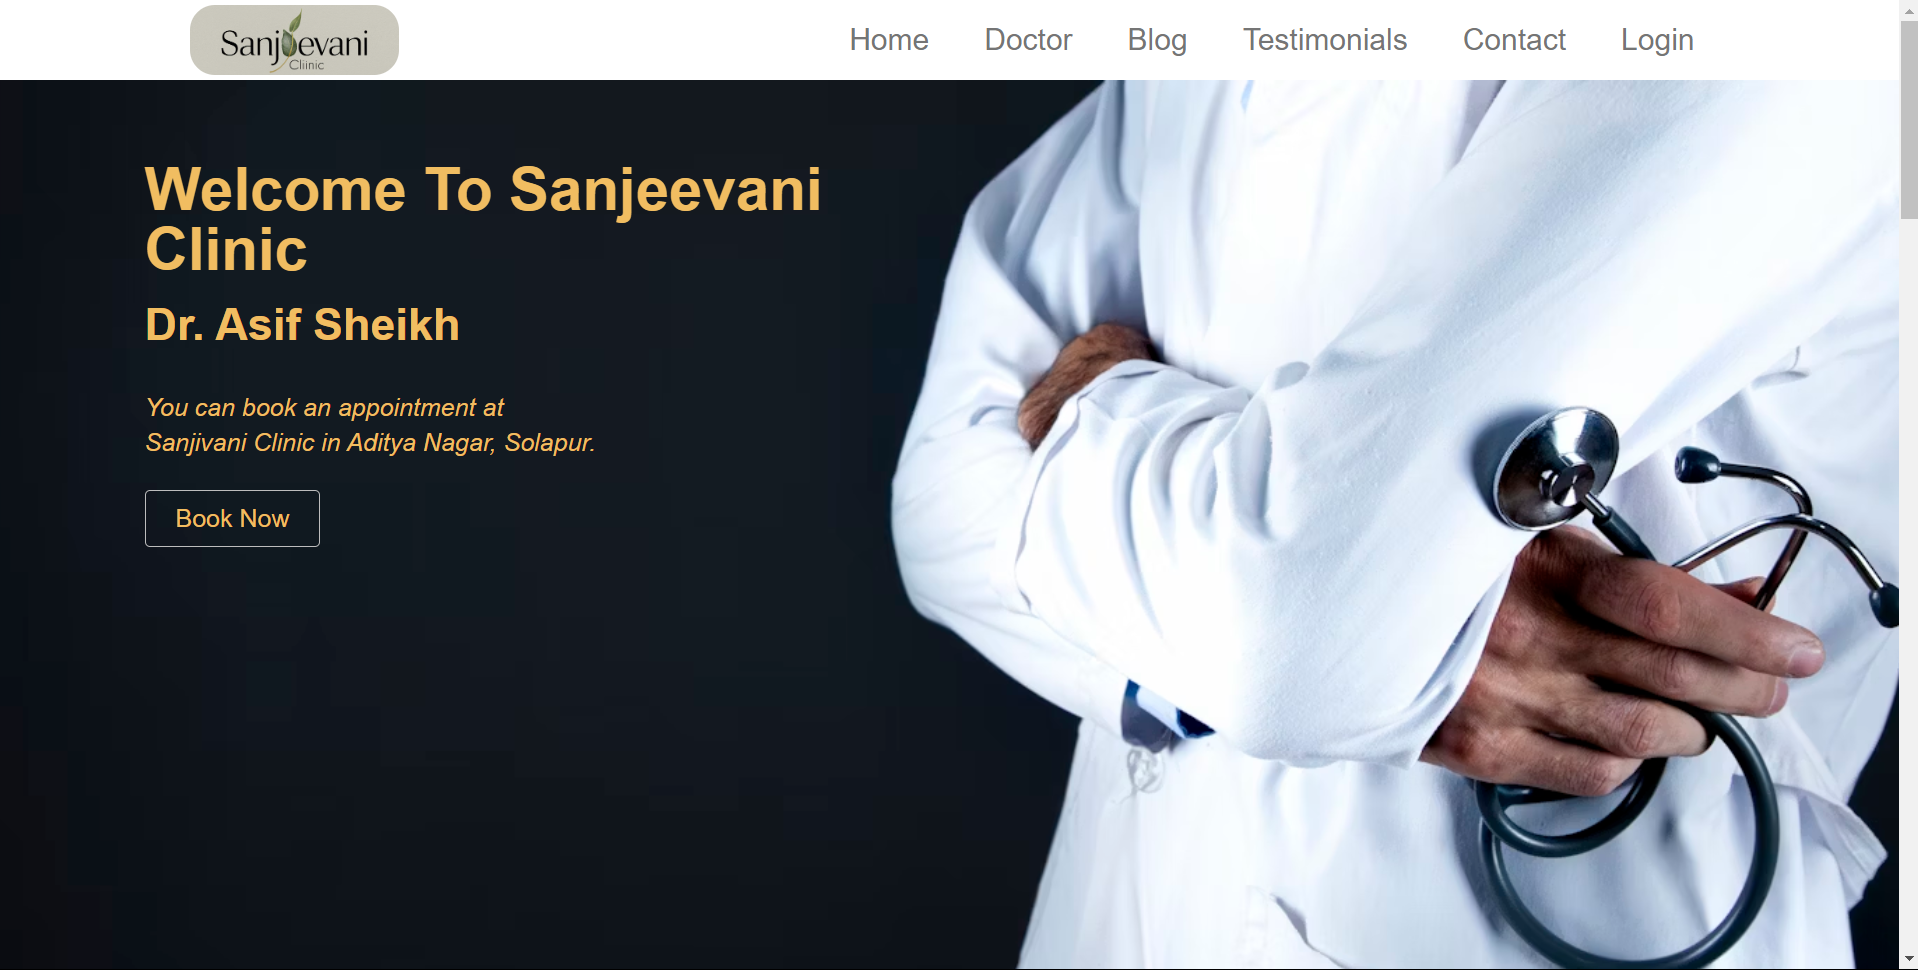 Sanjeevani
Cliinic
Home Doctor Blog Testimonials Contact Login
Welcome To Sanjeevani
Clinic
Dr. Asif Sheikh
You can book an appointment at
Sanjivani Clinic in Aditya Nagar, Solapur.
Book Now